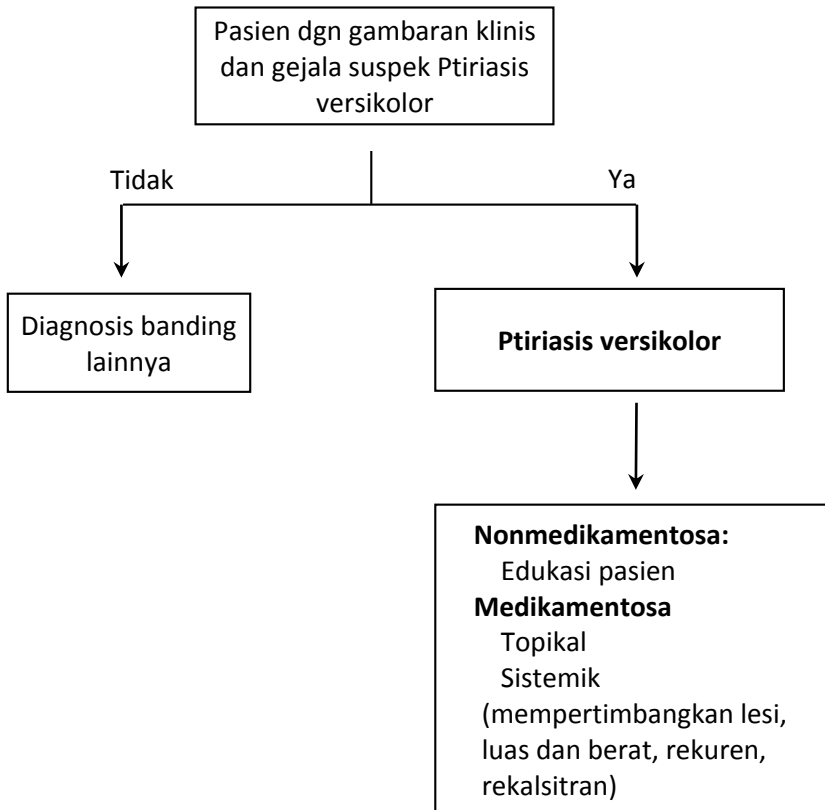 Pasien dgn gambaran klinis
dan gejala suspek Ptiriasis
versikolor
Tidak
Ya
Diagnosis banding
lainnya
Ptiriasis versikolor
Nonmedikamentosa:
Edukasi pasien
Medikamentosa
Topikal
Sistemik
(mempertimbangkan lesi,
luas dan berat, rekuren,
rekalsitran)